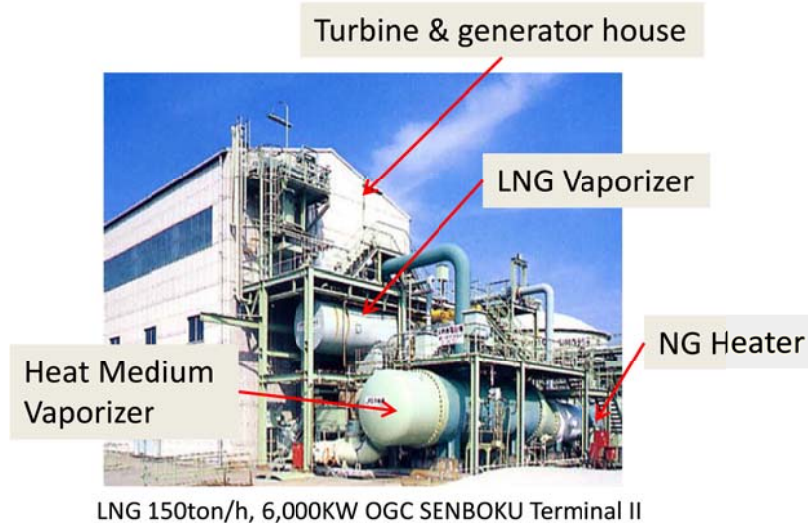 Turbine & generator house
LNG Vaporizer
NG Heater
Heat Medium
Vaporizer
LNG 150ton/h, 6,000KW OGC SENBOKU Terminal II